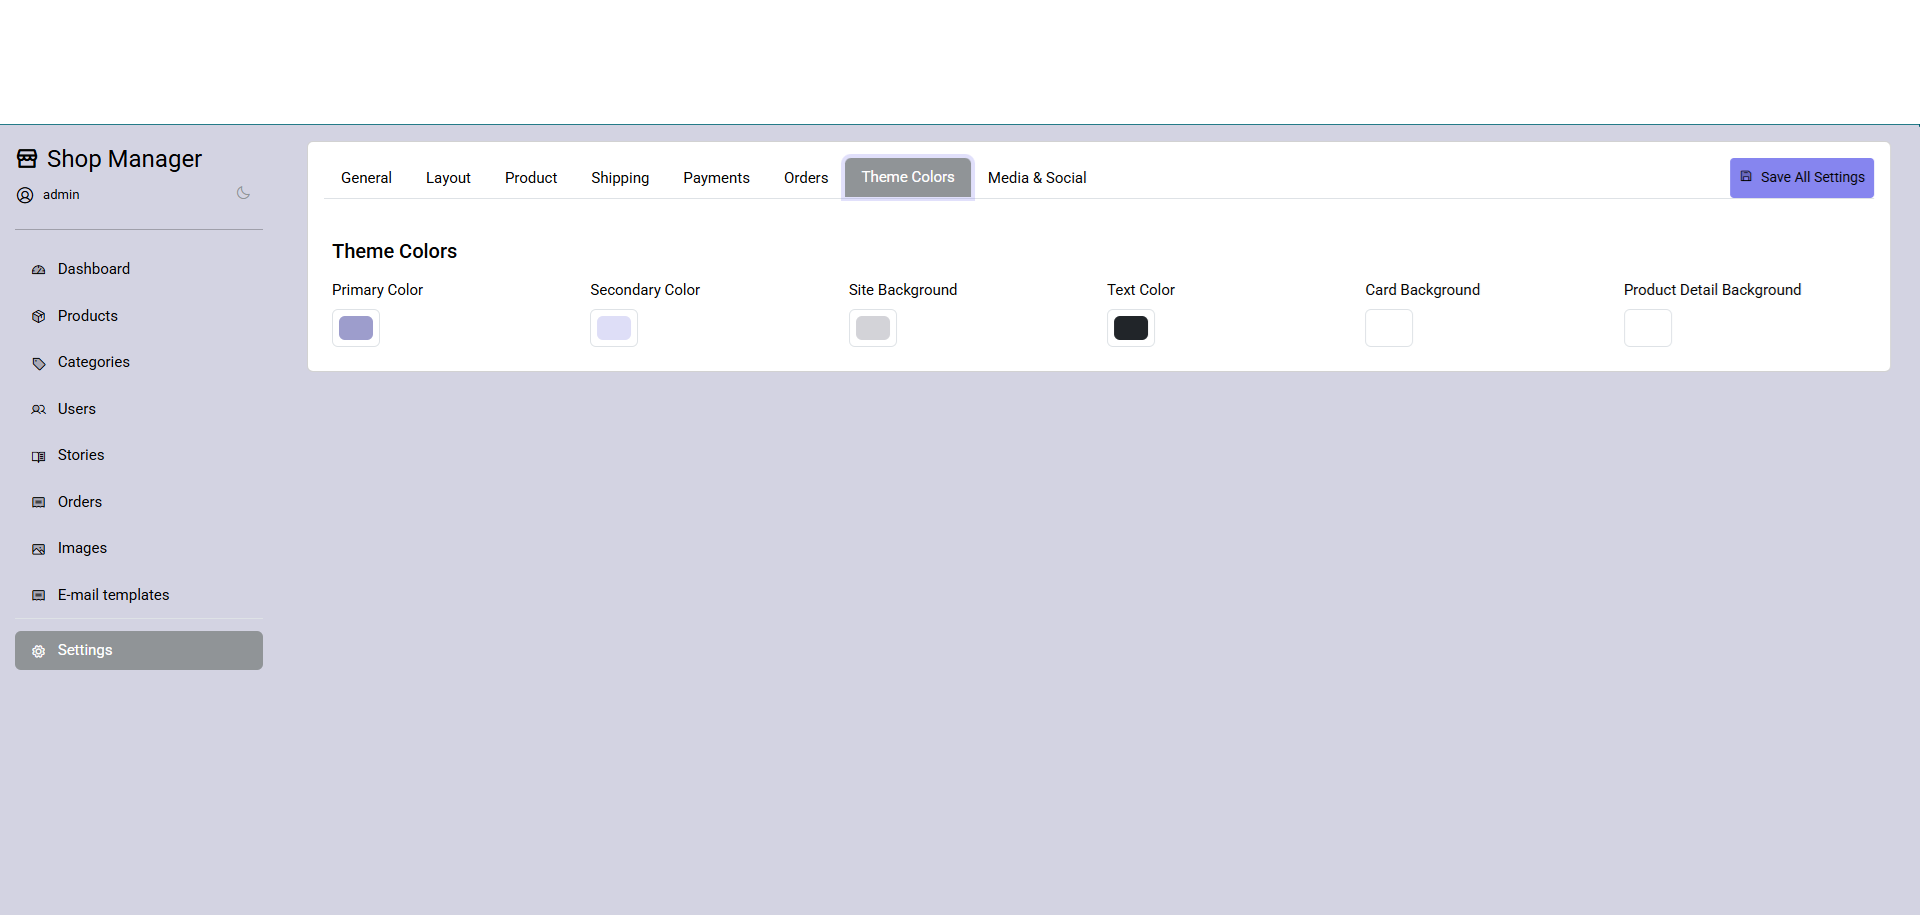 Shop Manager
admin
Dashboard
Products
Categories
Users
Stories
Orders
Images
E-mail templates
Settings
General Layout Product Shipping Payments Orders Theme Colors Media & Social Save All Settings
Theme Colors
Primary Color Secondary Color Site Background Text Color Card Background Product Detail Background